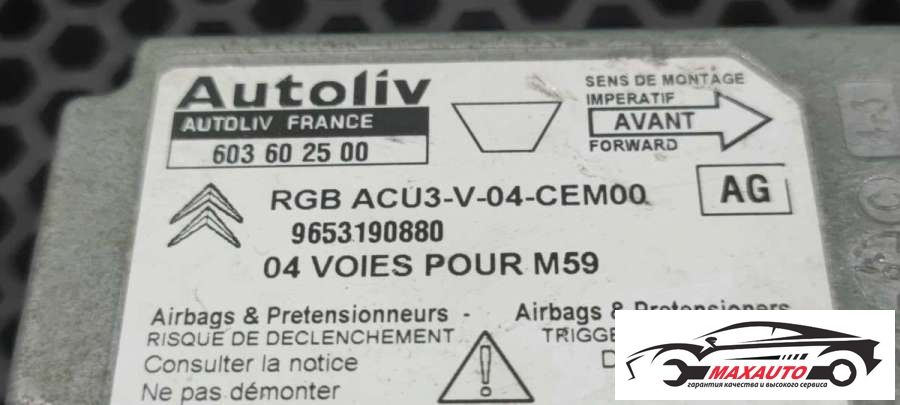 Autoliv
AUTOLIV FRANCE
603 60 25 00
SENS DE MONTAGE
IMPERATIF
AVANT
FORWARD
AG
RGB ACU3-V-04-CEM00
9653190880
04 VOIES POUR M59
Airbags & Pretensionneurs -
RISQUE DE DECLENCHEMENT
Consulter la notice
Ne pas démonter
Airbags & Pretensioners
MAXAUTO
гарантия качества и высокого сервиса